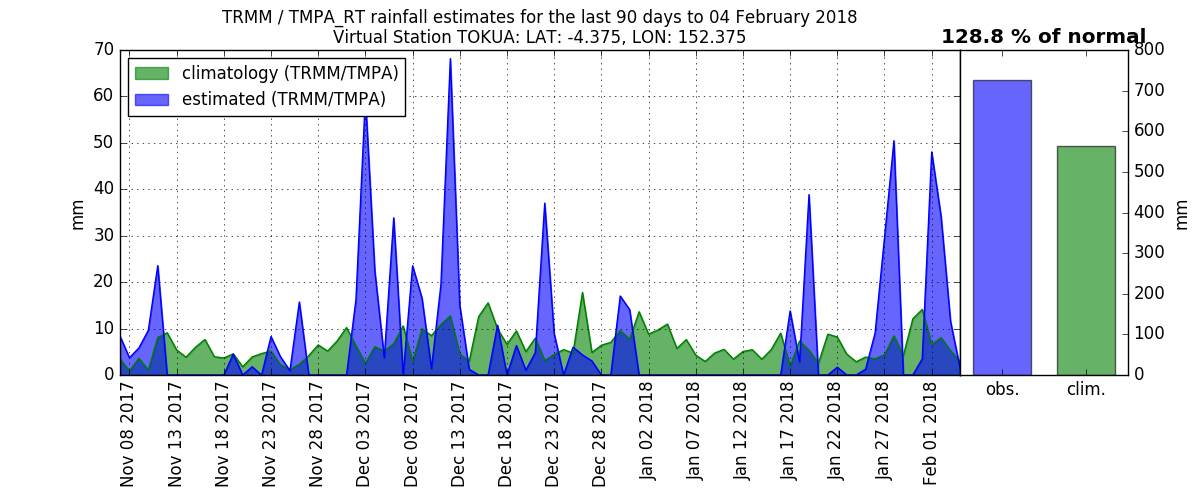 TRMM / TMPA_RT rainfall estimates for the last 90 days to 04 February 2018
Virtual Station TOKUA: LAT: -4.375, LON: 152.375
128.8 % of normal
climatology (TRMM/TMPA)
estimated (TRMM/TMPA)
70
60
50
40
30
20
10
0
mm
Nov 08 2017
Nov 13 2017
Nov 18 2017
Nov 23 2017
Nov 28 2017
Dec 03 2017
Dec 08 2017
Dec 13 2017
Dec 18 2017
Dec 23 2017
Dec 28 2017
Jan 02 2018
Jan 07 2018
Jan 12 2018
Jan 17 2018
Jan 22 2018
Jan 27 2018
Feb 01 2018
obs.
clim.
800
700
600
500
400
300
200
100
0
mm